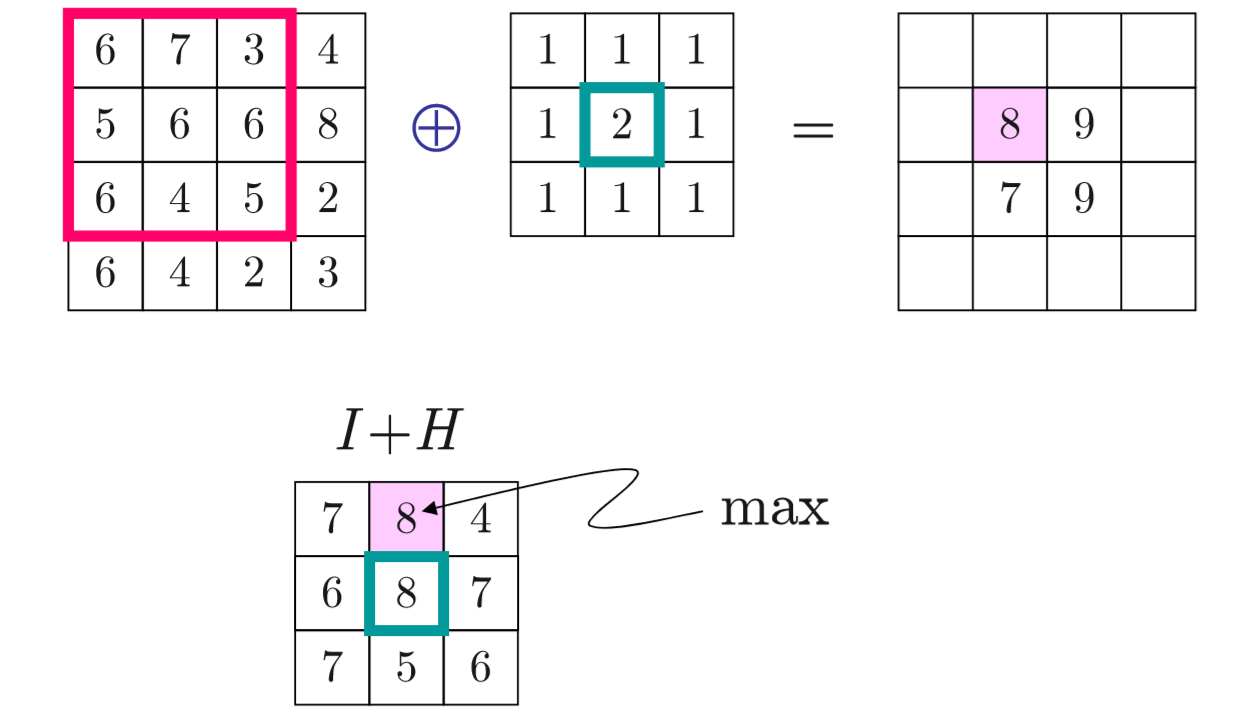 6 7 3 4 1 1 1
5 6 6 8 ⊕ 1 2 1 = 8 9
6 4 5 2 1 1 1 7 9
6 4 2 3
I+H
7 8 4 max
6 8 7
7 5 6